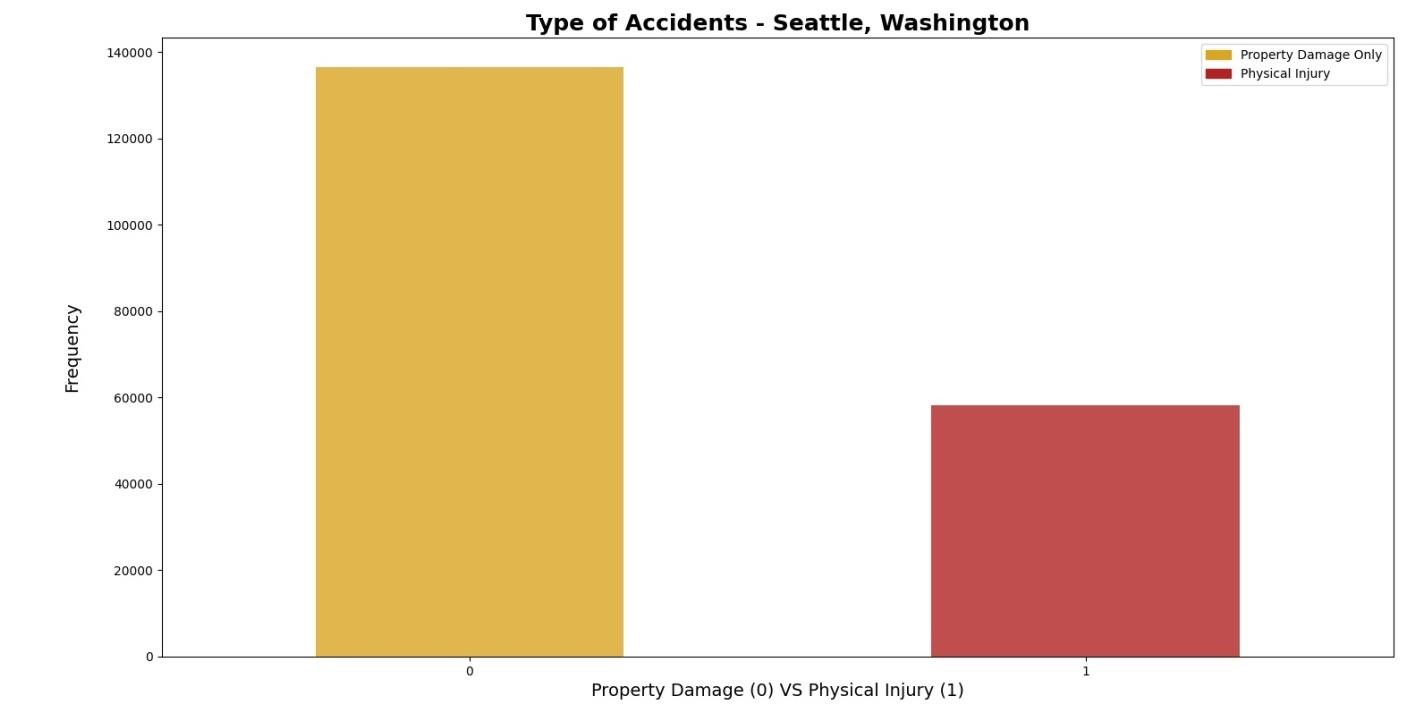 Type of Accidents - Seattle, Washington
Property Damage Only
Physical Injury
140000
120000
100000
80000
60000
40000
20000
0
Frequency
0
1
Property Damage (0) VS Physical Injury (1)